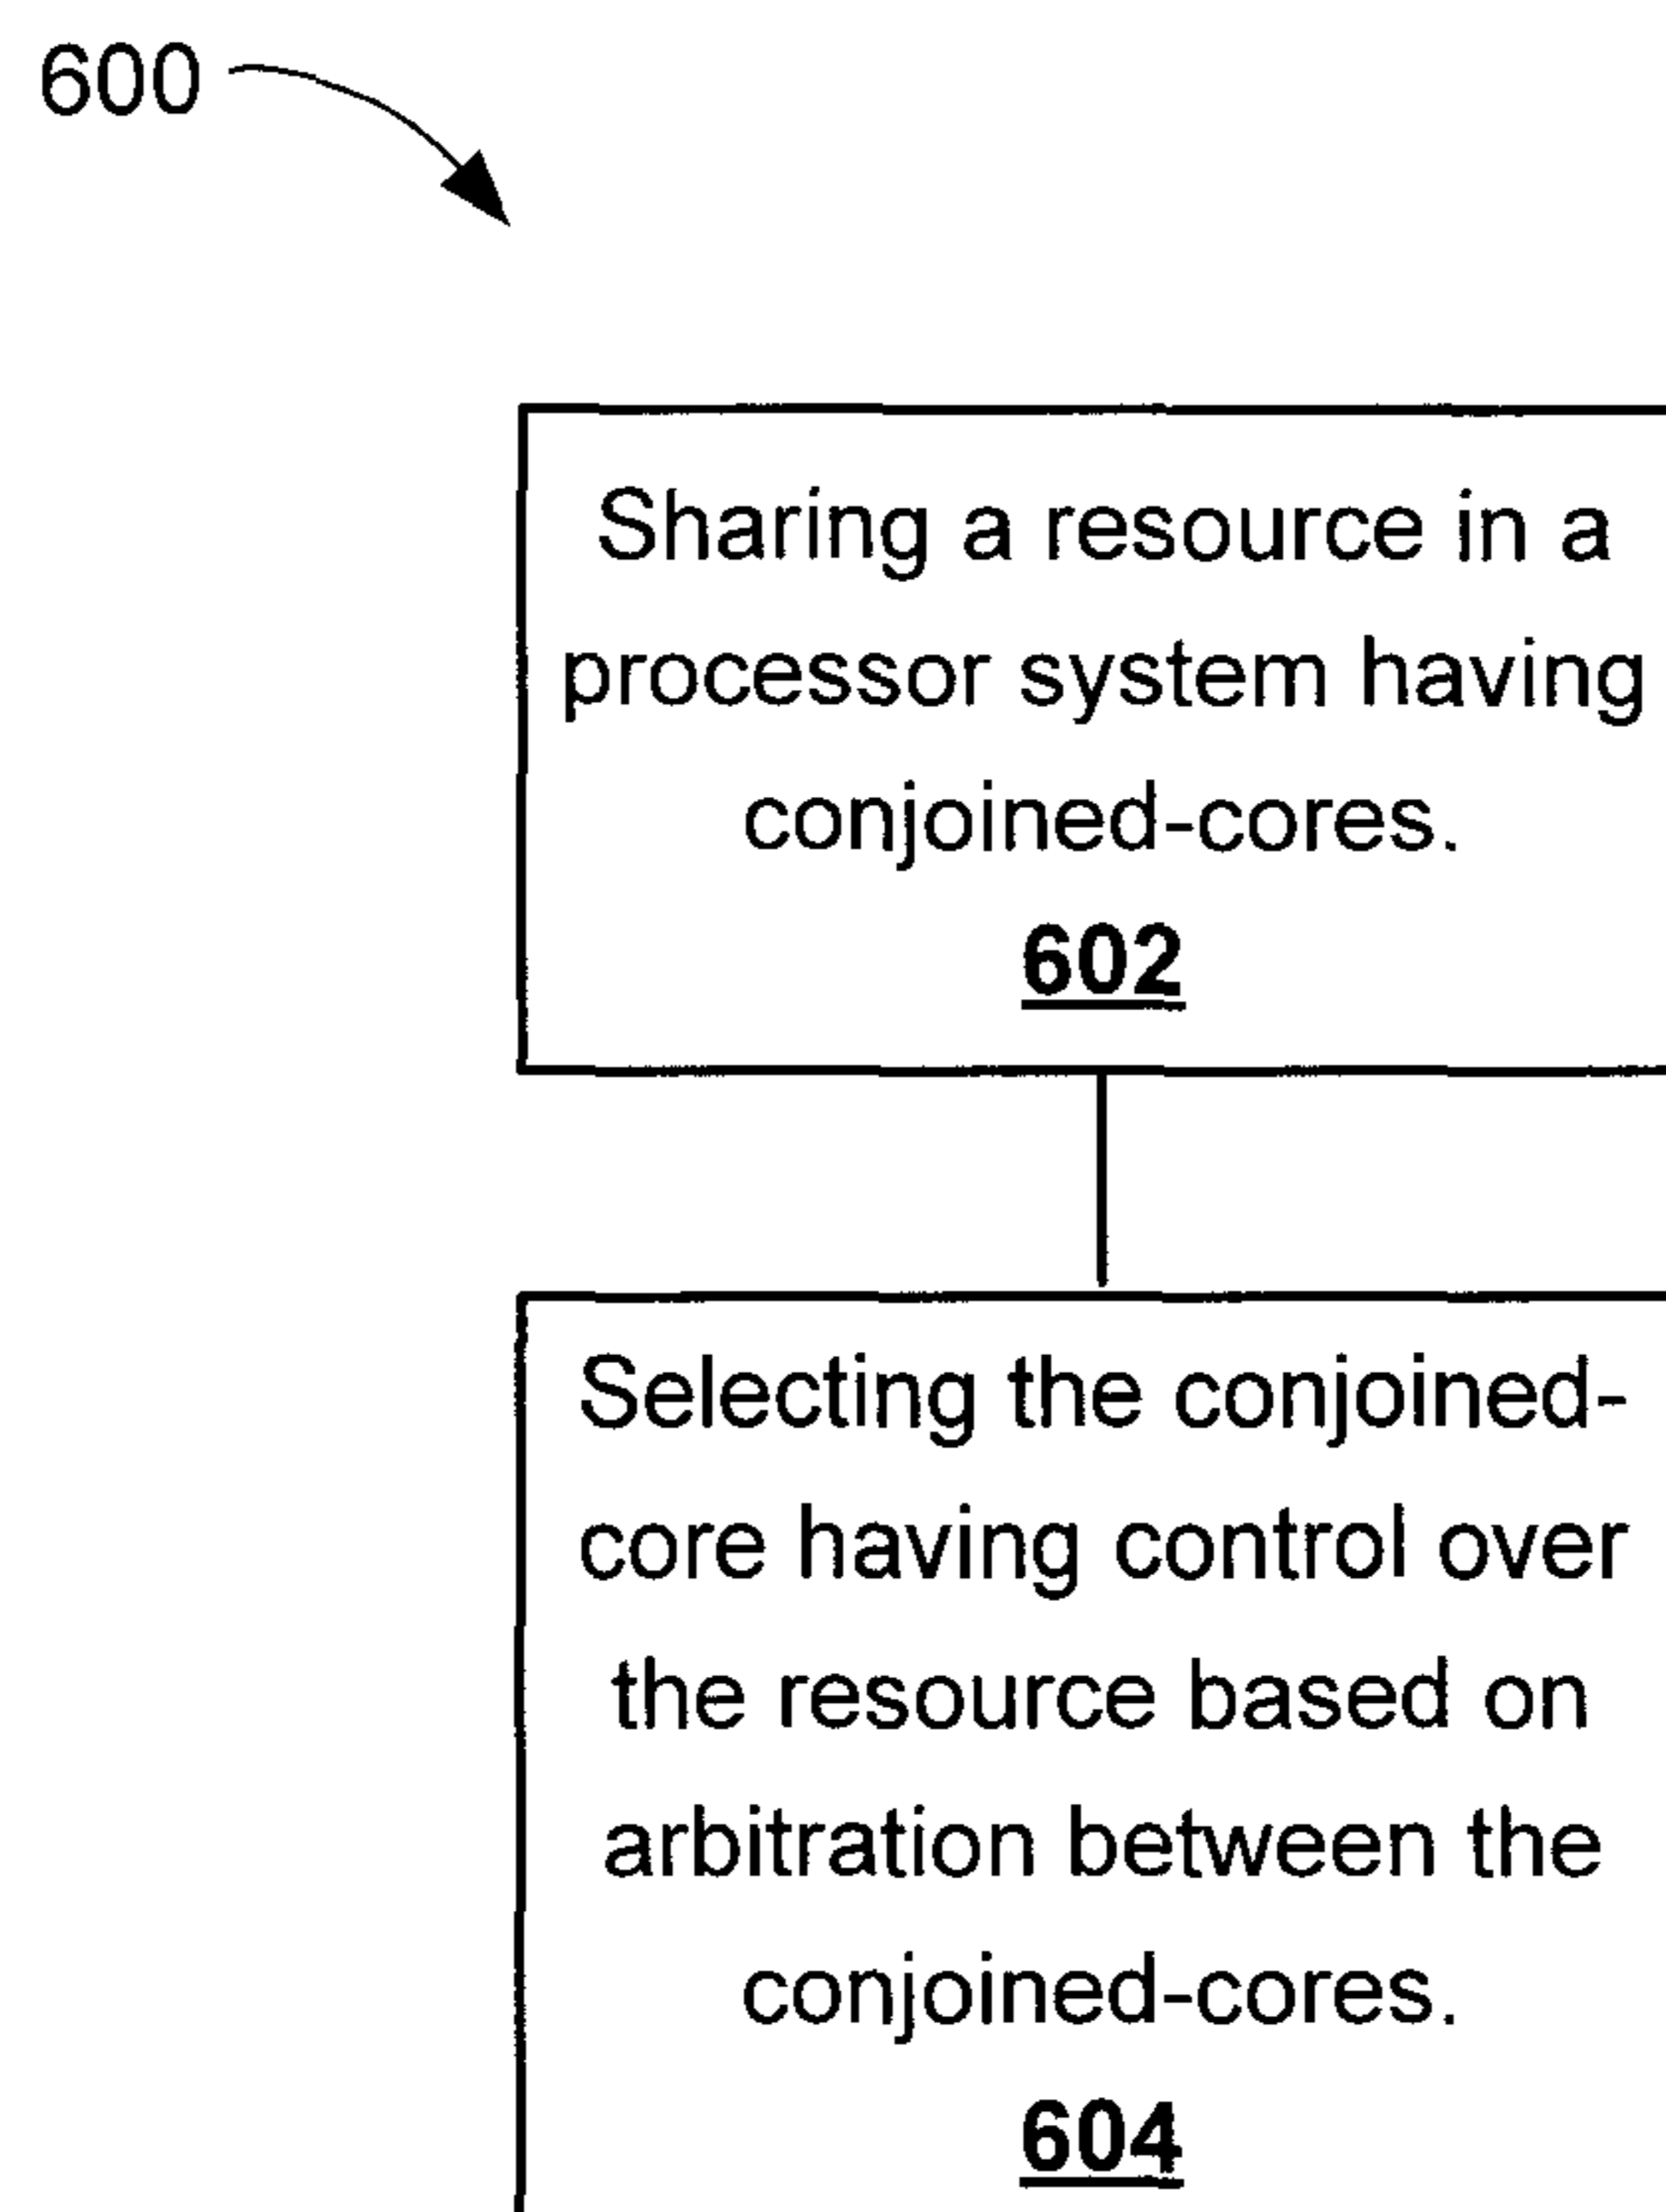 600
Sharing a resource in a
processor system having
conjoined-cores.
602
Selecting the conjoined-
core having control over
the resource based on
arbitration between the
conjoined-cores.
604